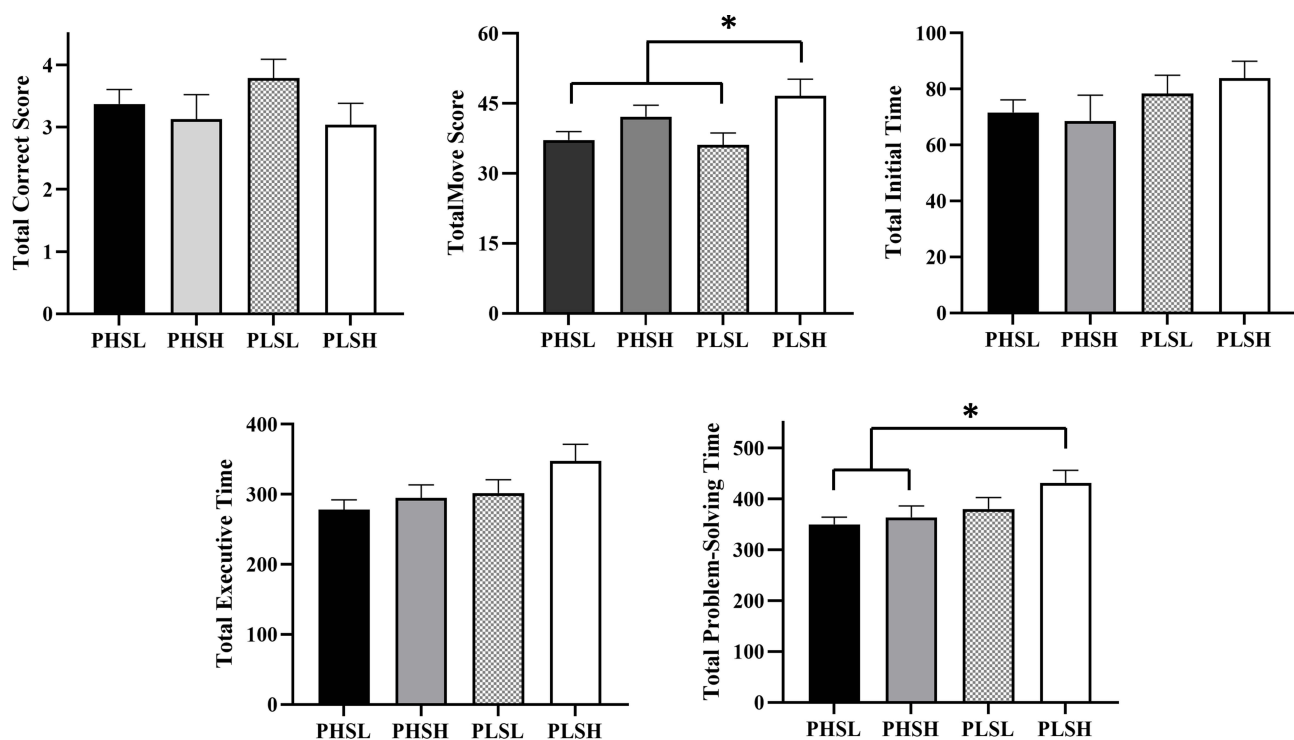 Total Correct Score
4
3
2
1
0
PHSL PHSH PLSL PLSH
TotalMove Score
60
45
30
15
0
*
PHSL PHSH PLSL PLSH
Total Initial Time
100
80
60
40
20
0
PHSL PHSH PLSL PLSH
Total Executive Time
400
300
200
100
0
PHSL PHSH PLSL PLSH
Total Problem-Solving Time
500
400
300
200
100
0
*
PHSL PHSH PLSL PLSH